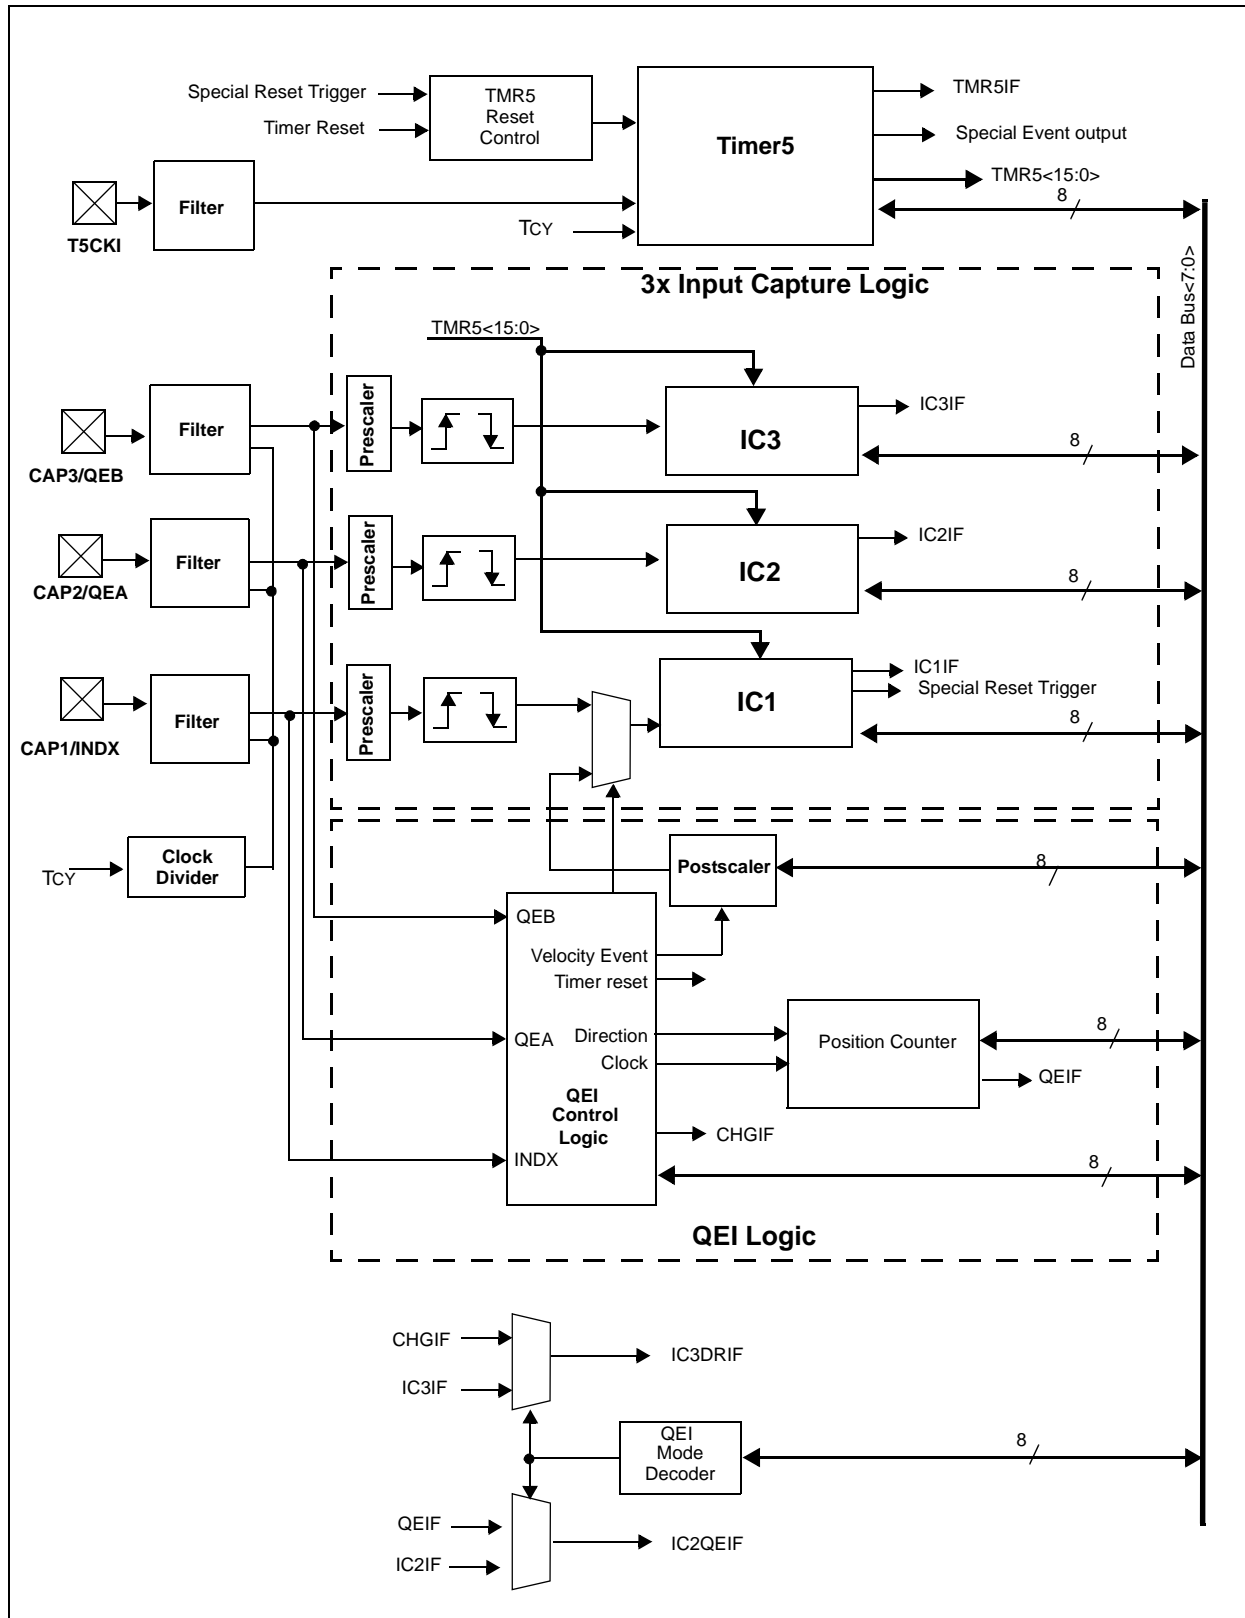 Special Reset Trigger
Timer Reset
TMR5
Reset
Control
Timer5
TMR5IF
Special Event output
TMR5<15:0>
8
T5CKI
Filter
TCY
Data Bus<7:0>
3x Input Capture Logic
TMR5<15:0>
CAP3/QEB
Filter
Prescaler
IC3
IC3IF
8
CAP2/QEA
Filter
Prescaler
IC2
IC2IF
8
CAP1/INDX
Filter
Prescaler
IC1
IC1IF
Special Reset Trigger
8
TCY
Clock
Divider
Postscaler
8
QEB
Velocity Event
Timer reset
QEA
Direction
Clock
QEI
Control
Logic
INDX
Position Counter
8
QEIF
CHGIF
8
QEI Logic
CHGIF
IC3IF
IC3DRIF
QEI
Mode
Decoder
8
QEIF
IC2IF
IC2QEIF